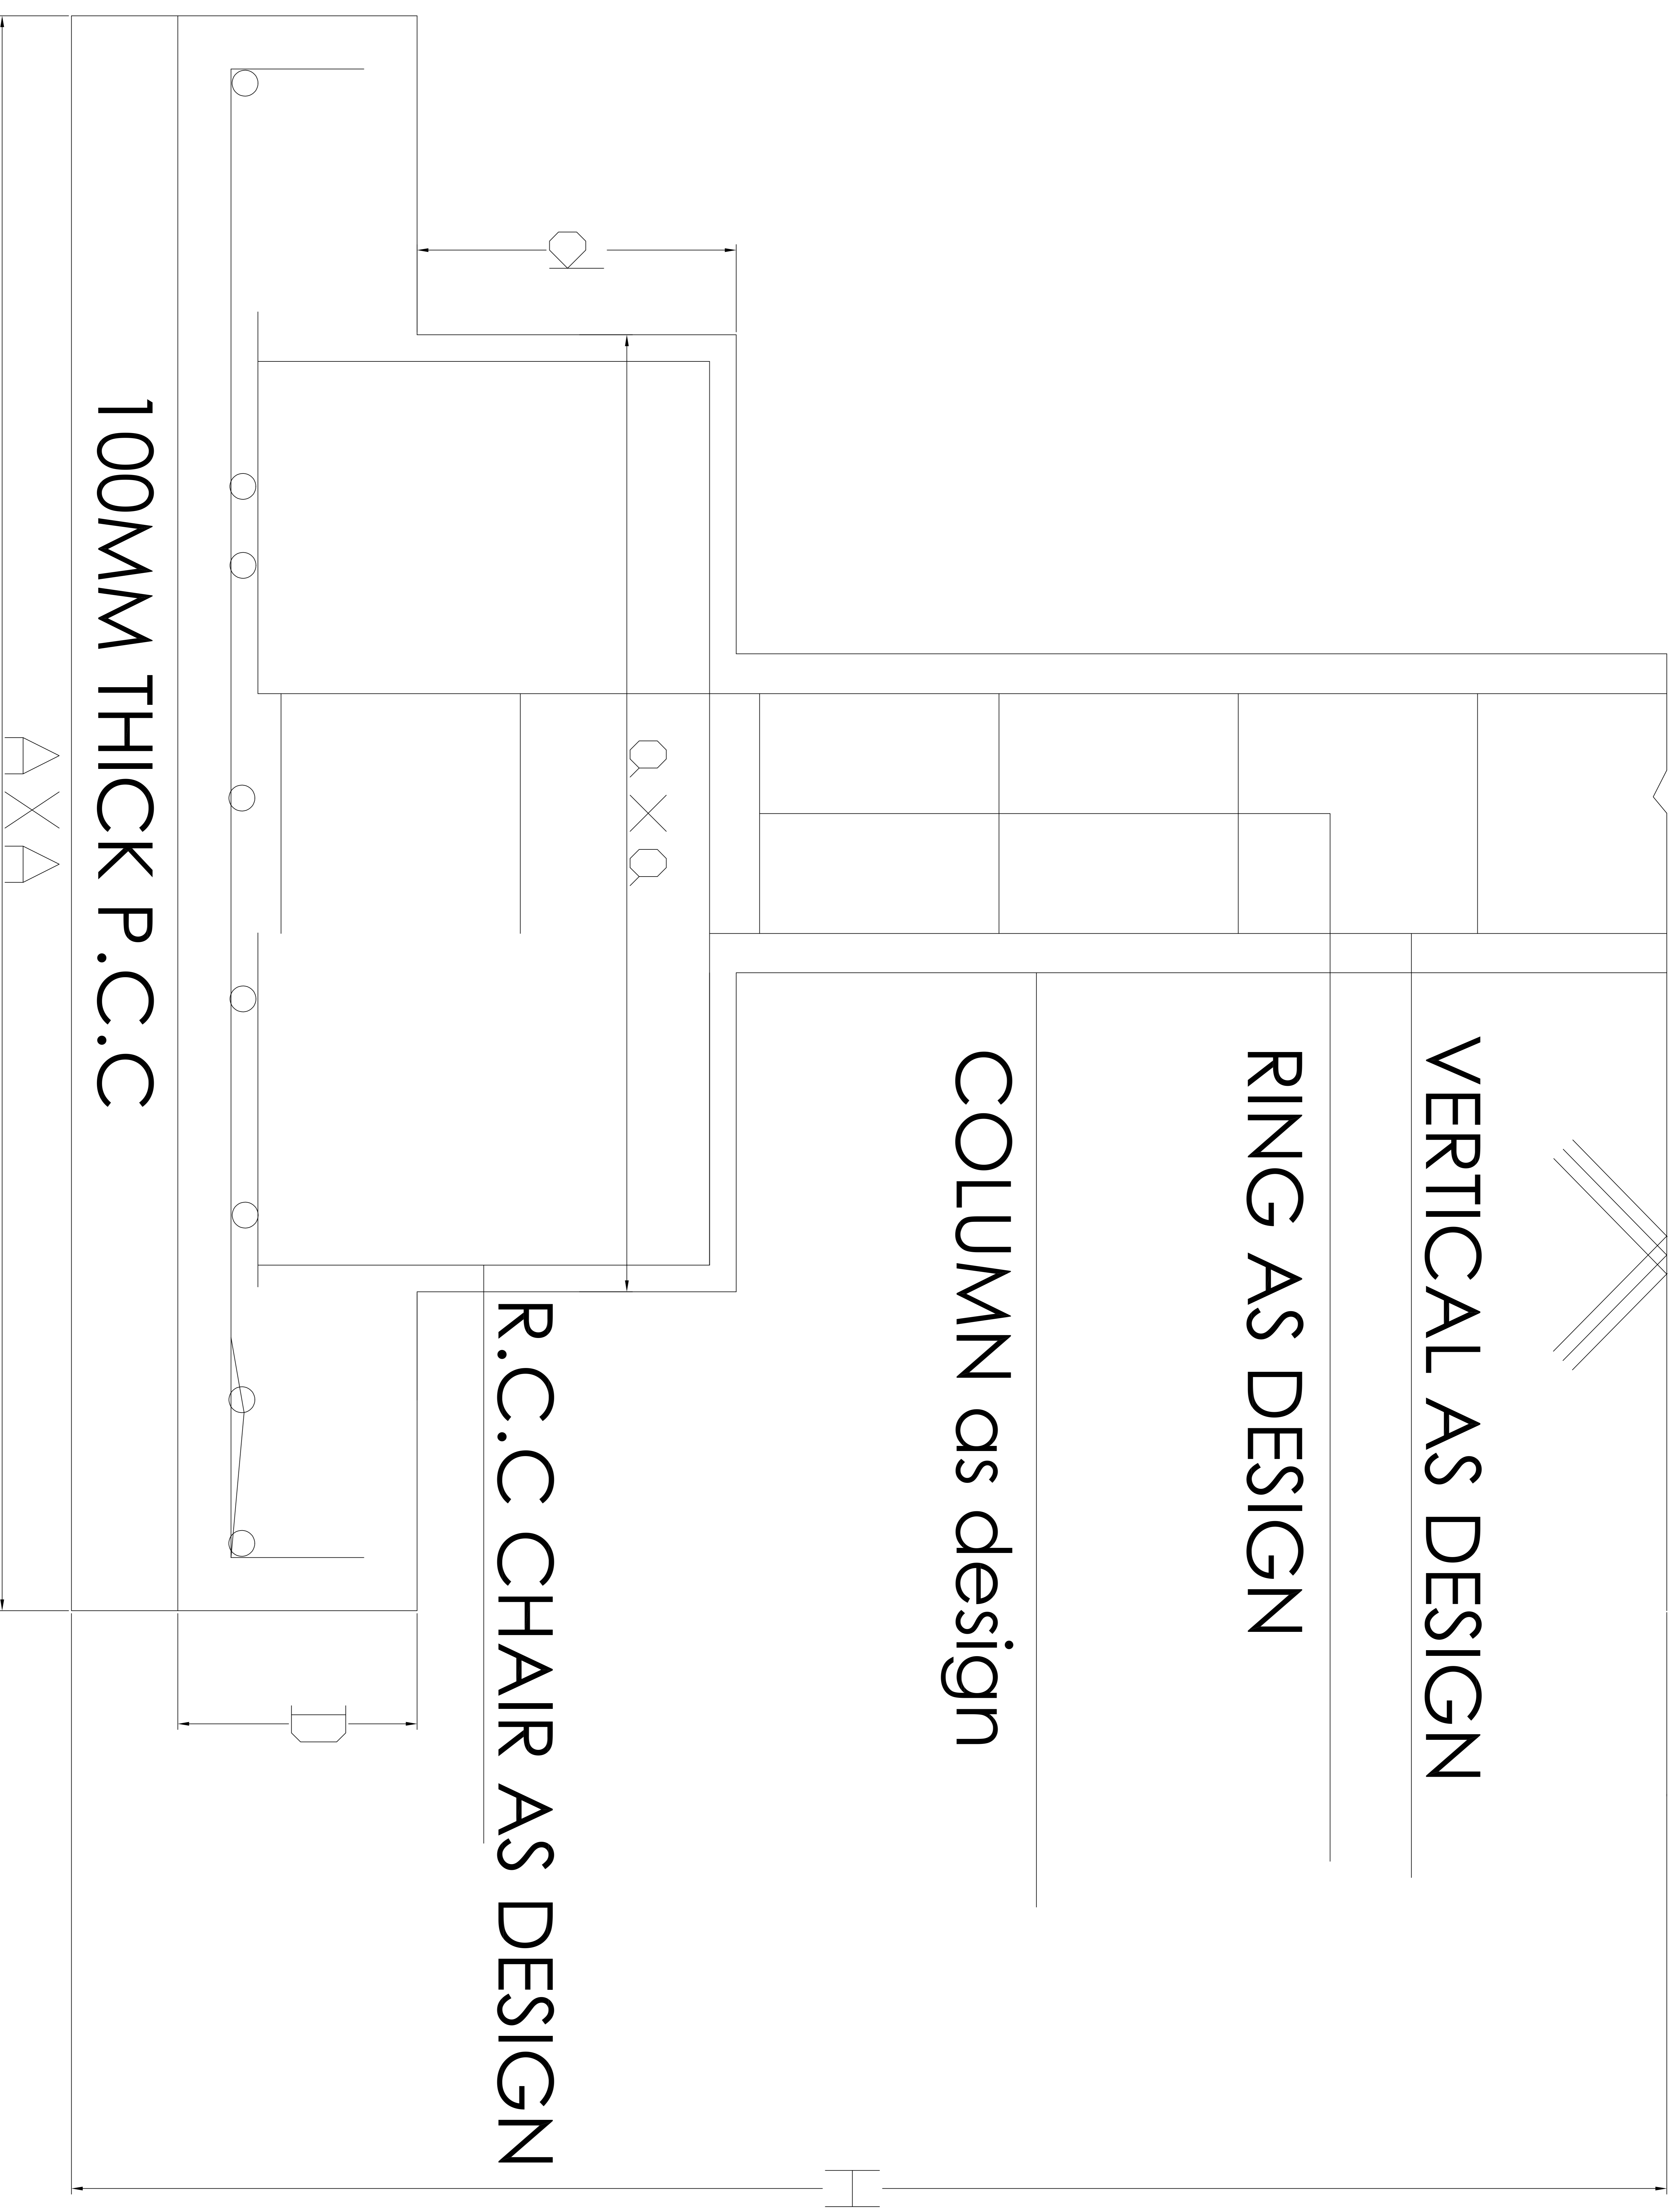 VERTICAL AS DESIGN
RING AS DESIGN
COLUMN as design
H
a X a
d
R.C.C CHAIR AS DESIGN
D
100MM THICK P.C.C
A X A